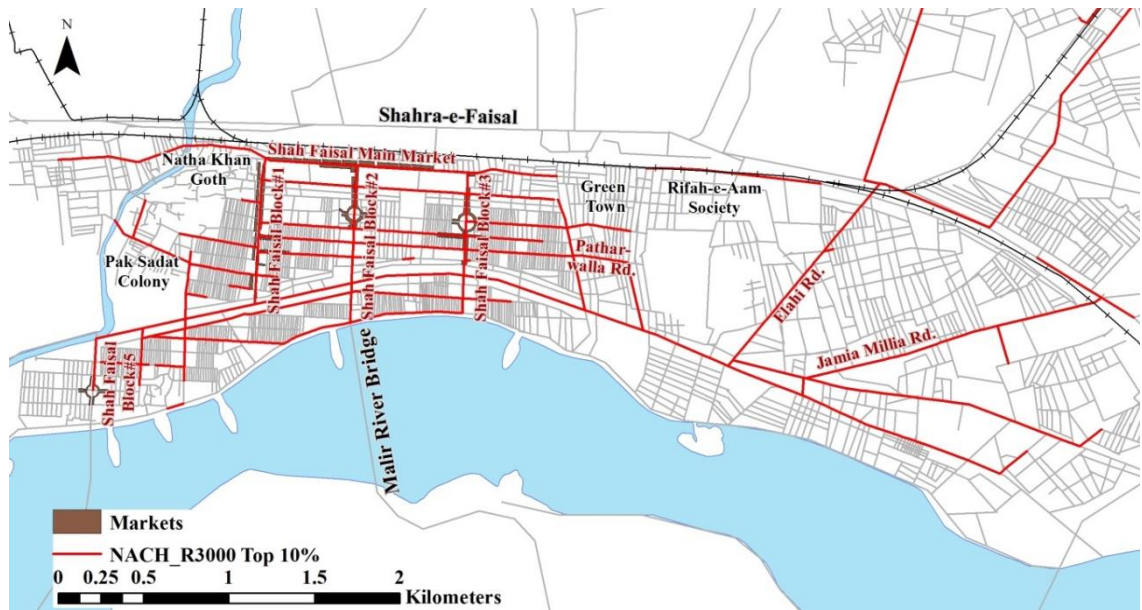 N
Shahra-e-Faisal
Natha Khan
Goth
Shah Faisal Main Market
Shah Faisal Block#1
Shah Faisal Block#2
Shah Faisal Block#3
Green
Town
Rifah-e-Aam
Society
Pathar-
walla Rd.
Pak Sadat
Colony
Elahi Rd.
Jamia Millia Rd.
Shah Faisal
Block#5
Malir River Bridge
Markets
NACH_R3000 Top 10%
0 0.25 0.5 1 1.5 2
Kilometers